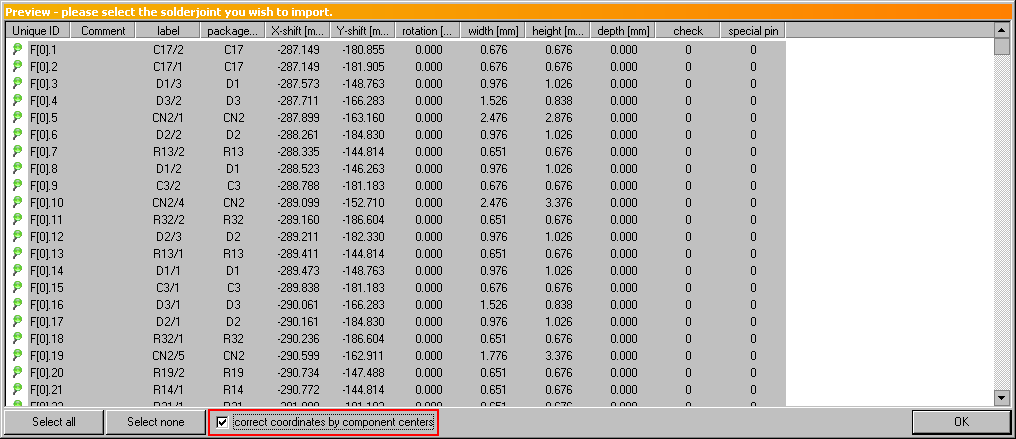 Preview - please select the solderjoint you wish to import.
Unique ID Comment label package... X-shift [m... Y-shift [m... rotation [... width [mm] height [m... depth [mm] check special pin
F[0].1 C17/2 C17 -287.149 -180.855 0.000 0.676 0.676 0.000 0 0
F[0].2 C17/1 C17 -287.149 -181.905 0.000 0.676 0.676 0.000 0 0
F[0].3 D1/3 D1 -287.573 -148.763 0.000 0.976 1.026 0.000 0 0
F[0].4 D3/2 D3 -287.711 -166.283 0.000 1.526 0.838 0.000 0 0
F[0].5 CN2/1 CN2 -287.899 -163.160 0.000 2.476 2.876 0.000 0 0
F[0].6 D2/2 D2 -288.261 -184.830 0.000 0.976 1.026 0.000 0 0
F[0].7 R13/2 R13 -288.335 -144.814 0.000 0.651 0.676 0.000 0 0
F[0].8 D1/2 D1 -288.523 -146.263 0.000 0.976 1.026 0.000 0 0
F[0].9 C3/2 C3 -288.788 -181.183 0.000 0.676 0.676 0.000 0 0
F[0].10 CN2/4 CN2 -289.099 -152.710 0.000 2.476 3.376 0.000 0 0
F[0].11 R32/2 R32 -289.160 -186.604 0.000 0.651 0.676 0.000 0 0
F[0].12 D2/3 D2 -289.211 -182.330 0.000 0.976 1.026 0.000 0 0
F[0].13 R13/1 R13 -289.411 -144.814 0.000 0.651 0.676 0.000 0 0
F[0].14 D1/1 D1 -289.473 -148.763 0.000 0.976 1.026 0.000 0 0
F[0].15 C3/1 C3 -289.838 -181.183 0.000 0.676 0.676 0.000 0 0
F[0].16 D3/1 D3 -290.061 -166.283 0.000 1.526 0.838 0.000 0 0
F[0].17 D2/1 D2 -290.161 -184.830 0.000 0.976 1.026 0.000 0 0
F[0].18 R32/1 R32 -290.236 -186.604 0.000 0.651 0.676 0.000 0 0
F[0].19 CN2/5 CN2 -290.599 -162.911 0.000 1.776 3.376 0.000 0 0
F[0].20 R19/2 R19 -290.734 -147.488 0.000 0.651 0.676 0.000 0 0
F[0].21 R14/1 R14 -290.772 -144.814 0.000 0.651 0.676 0.000 0 0
Select all Select none correct coordinates by component centers OK